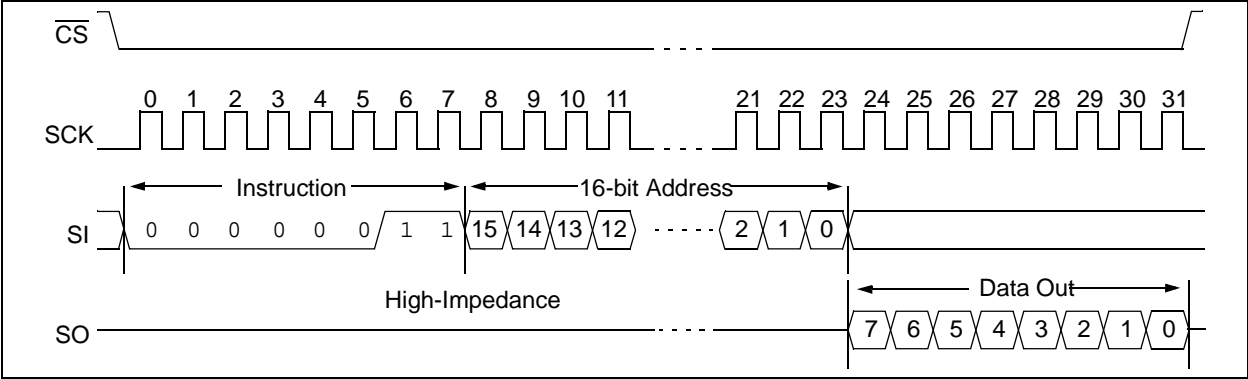 CS
0 1 2 3 4 5 6 7 8 9 10 11 21 22 23 24 25 26 27 28 29 30 31
SCK
Instruction 16-bit Address
SI 0 0 0 0 0 0 1 1 15 14 13 12 2 1 0
Data Out
High-Impedance
SO 7 6 5 4 3 2 1 0